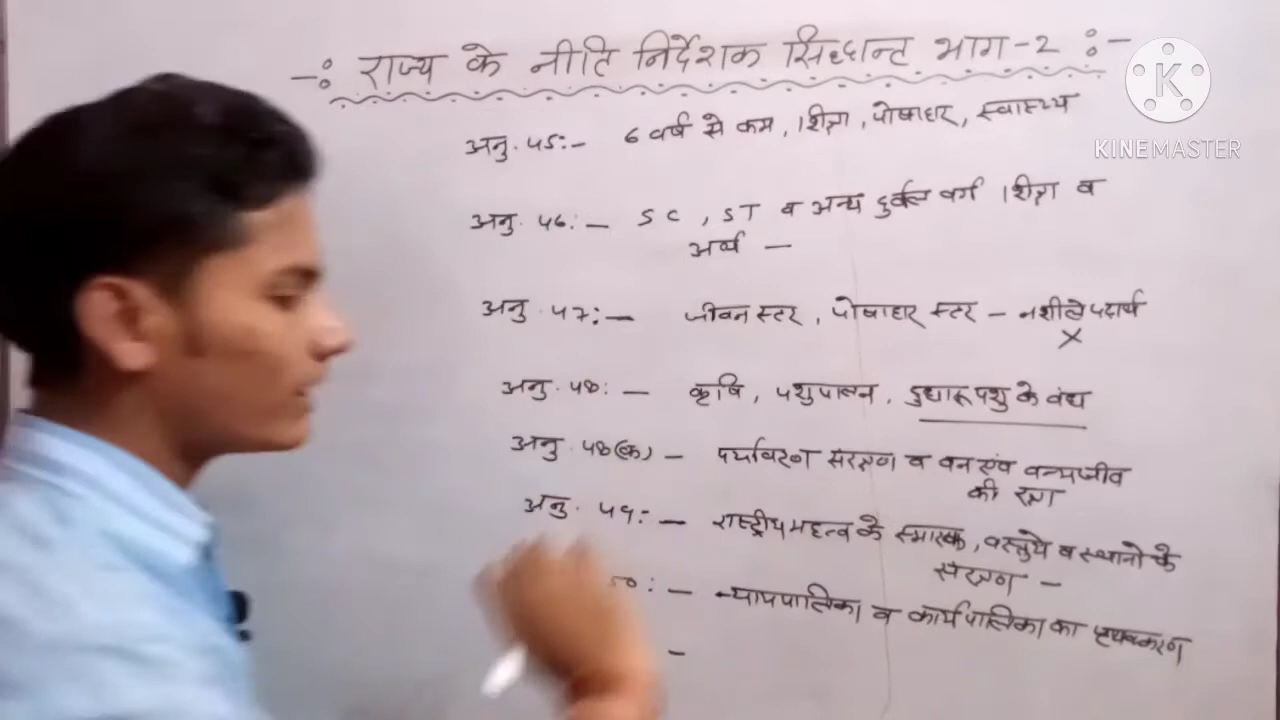 -: राज्य के नीति निर्देशक सिध्दान्त भाग-2 :-
अनु. 45:- 6 वर्ष से कम, शिक्षा, पोषाहार, स्वास्थ्य
अनु. 46:- SC, ST व अन्य दुर्बल वर्ग शिक्षा व
अर्थ -
अनु. 47:- जीवन स्तर, पोषाहार स्तर - नशीले पदार्थ
X
अनु. 48:- कृषि, पशुपालन, दुधारू पशु के वध
अनु. 48(क) - पर्यावरण संरक्षण व वन एंव वन्यजीव
की रक्षा
अनु. 49:- राष्ट्रीय महत्व के स्मारक, वस्तुये व स्थानो के
संरक्षण -
50:- न्यायपालिका व कार्यपालिका का पृथक्करण
-
K
KINEMASTER